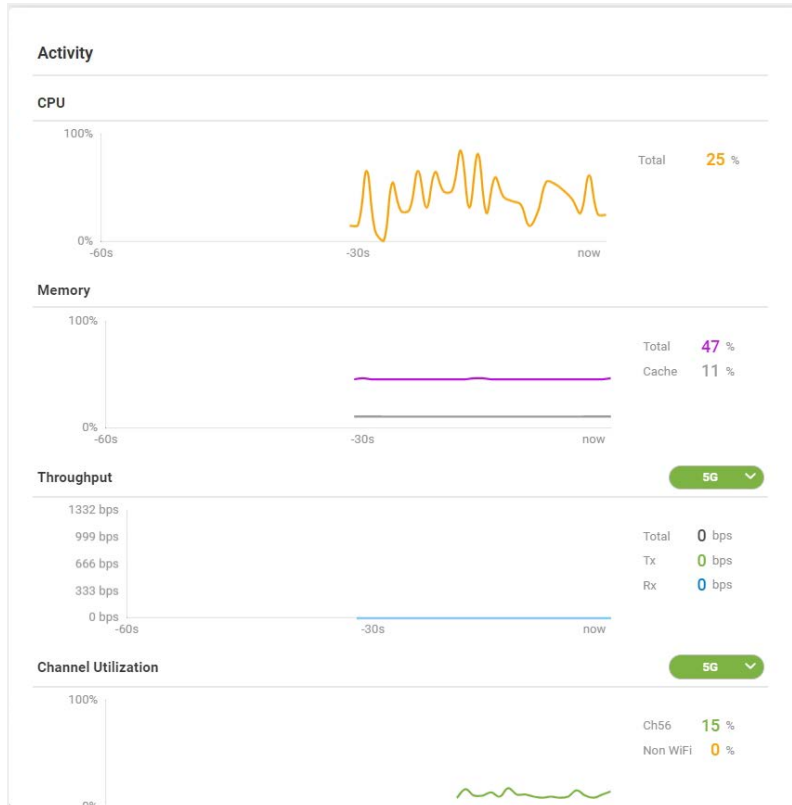 Activity
CPU
100%
Total 25 %
0%
-60s -30s now
Memory
100%
Total 47 %
Cache 11 %
0%
-60s -30s now
Throughput 5G
1332 bps
999 bps
Total 0 bps
666 bps
Tx 0 bps
333 bps
Rx 0 bps
0 bps
-60s -30s now
Channel Utilization 5G
100%
Ch56 15 %
Non WiFi 0 %
0%